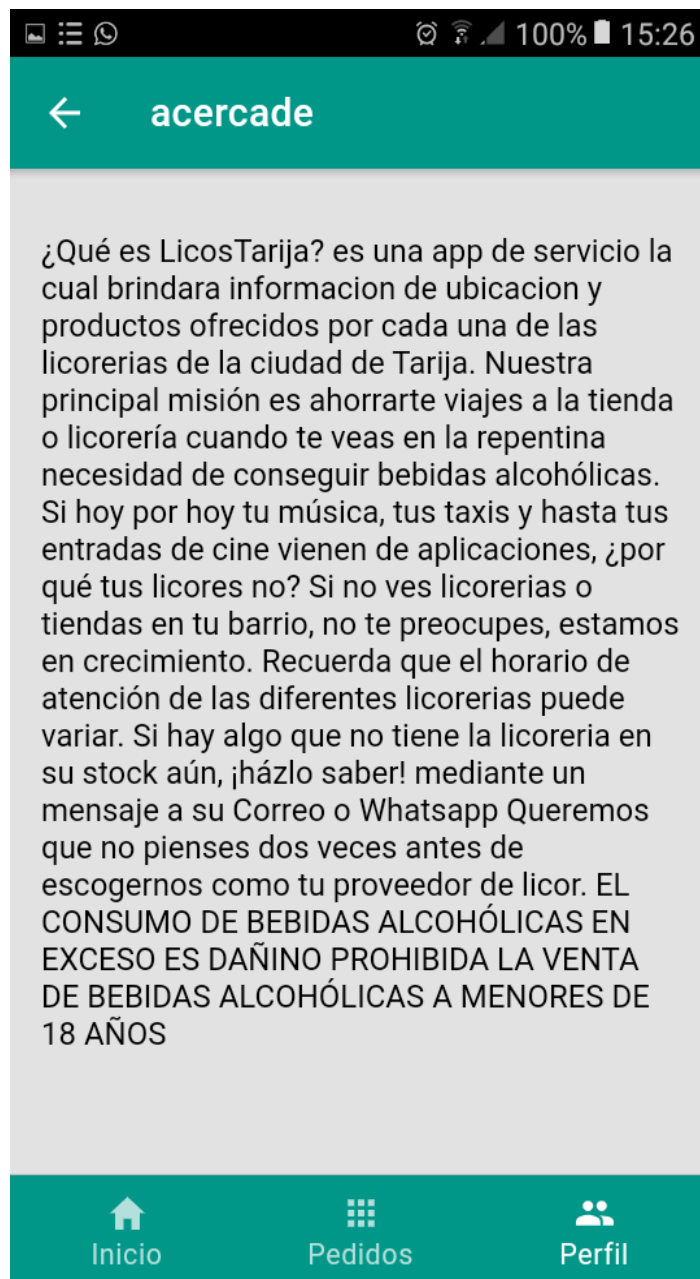 100% 15:26
acercade
¿Qué es LicosTarija? es una app de servicio la
cual brindara informacion de ubicacion y
productos ofrecidos por cada una de las
licorerias de la ciudad de Tarija. Nuestra
principal misión es ahorrarte viajes a la tienda
o licorería cuando te veas en la repentina
necesidad de conseguir bebidas alcohólicas.
Si hoy por hoy tu música, tus taxis y hasta tus
entradas de cine vienen de aplicaciones, ¿por
qué tus licores no? Si no ves licorerias o
tiendas en tu barrio, no te preocupes, estamos
en crecimiento. Recuerda que el horario de
atención de las diferentes licorerias puede
variar. Si hay algo que no tiene la licoreria en
su stock aún, ¡házlo saber! mediante un
mensaje a su Correo o Whatsapp Queremos
que no pienses dos veces antes de
escogernos como tu proveedor de licor. EL
CONSUMO DE BEBIDAS ALCOHÓLICAS EN
EXCESO ES DAÑINO PROHIBIDA LA VENTA
DE BEBIDAS ALCOHÓLICAS A MENORES DE
18 AÑOS
Inicio Pedidos Perfil